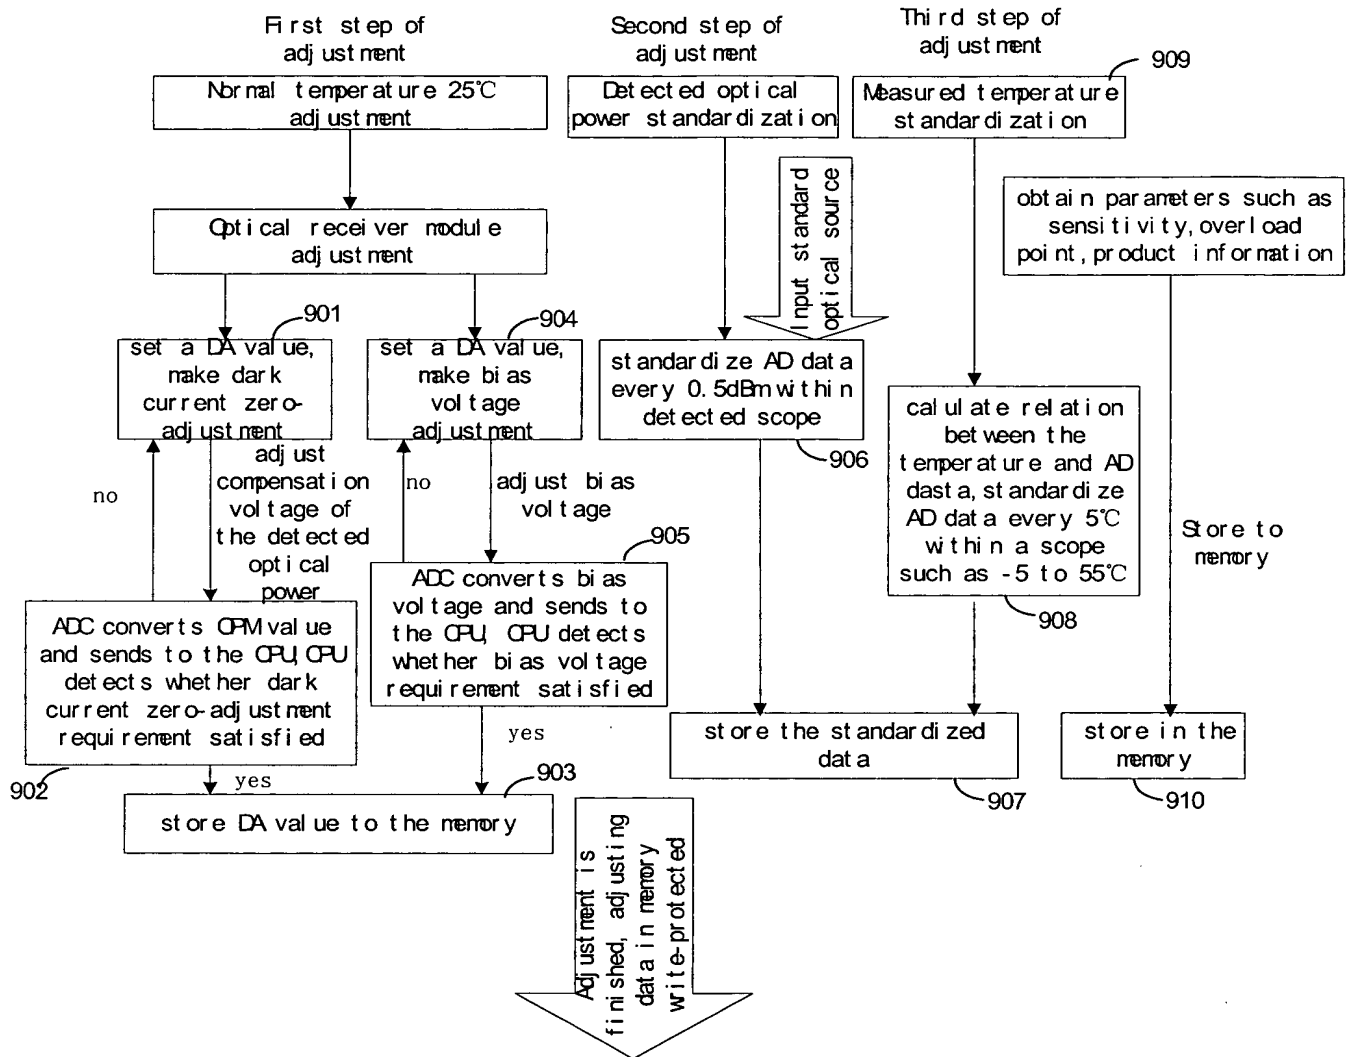 First step of
adjustment
Normal temperature 25℃
adjustment
Optical receiver module
adjustment
901
set a DA value,
make dark
current zero-
adjustment
904
set a DA value,
make bias
voltage
adjustment
no
adjust
compensation
voltage of
the detected
optical
power
no
adjust bias
voltage
902
ADC converts OPM value
and sends to the CPU,CPU
detects whether dark
current zero-adjustment
requirement satisfied
905
ADC converts bias
voltage and sends to
the CPU, CPU detects
whether bias voltage
requirement satisfied
yes
yes
903
store DA value to the memory
Second step of
adjustment
Detected optical
power standardization
Input standard
optical source
standardize AD data
every 0.5dBm within
detected scope
906
Third step of
adjustment
909
Measured temperature
standardization
calulate relation
between the
temperature and AD
dasta, standardize
AD data every 5℃
within a scope
such as -5 to 55℃
908
store the standardized
data
907
obtain parameters such as
sensitivity,overload
point,product information
Store to
memory
store in the
memory
910
Adjustment is
finished, adjusting
data in memory
write-protected